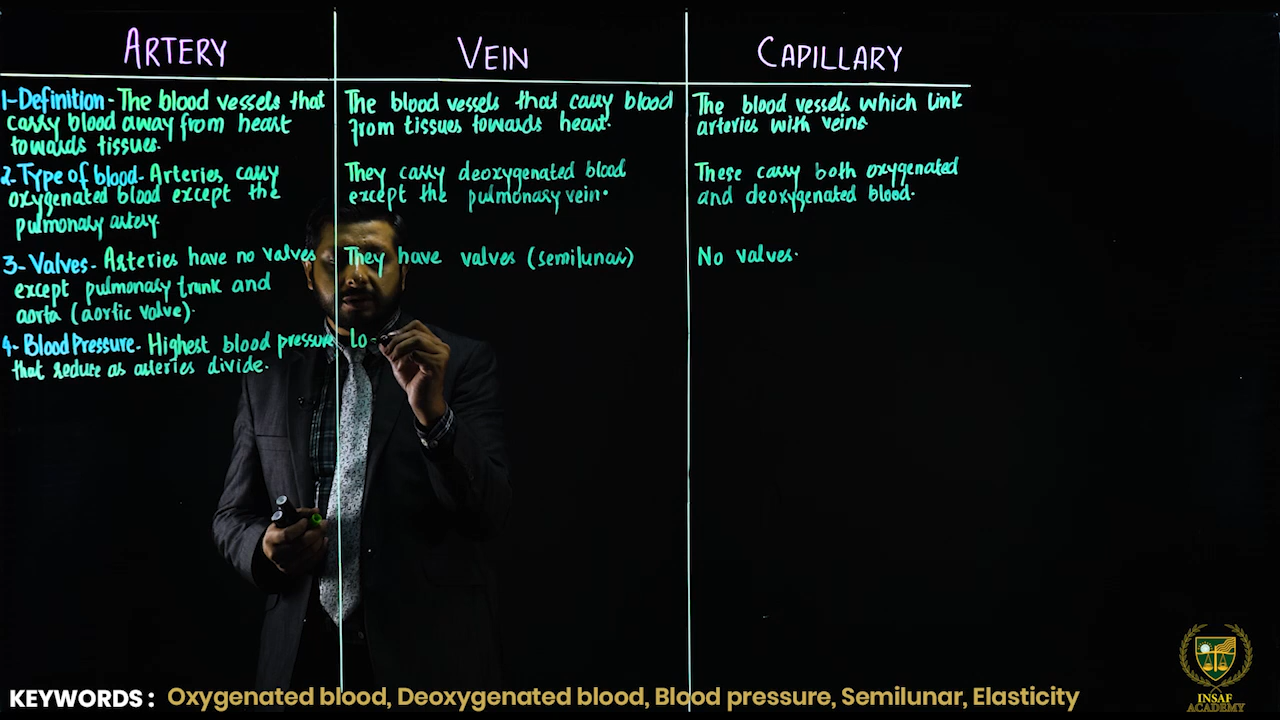 ARTERY
VEIN
CAPILLARY
1-Definition - The blood vessels that
carry blood away from heart
towards tissues.
The blood vessels that carry blood
from tissues towards heart.
The blood vessels which link
arteries with veins
2-Type of blood- Arteries carry
oxygenated blood except the
pulmonary artery.
They carry deoxygenated blood
except the pulmonary vein.
These carry both oxygenated
and deoxygenated blood.
3- Valves - Arteries have no valves
except pulmonary trunk and
aorta (aortic valve).
They have valves (semilunar)
No valves.
4- Blood Pressure- Highest blood pressure
that reduce as arteries divide.
Lo
KEYWORDS : Oxygenated blood, Deoxygenated blood, Blood pressure, Semilunar, Elasticity
INSAF
ACADEMY